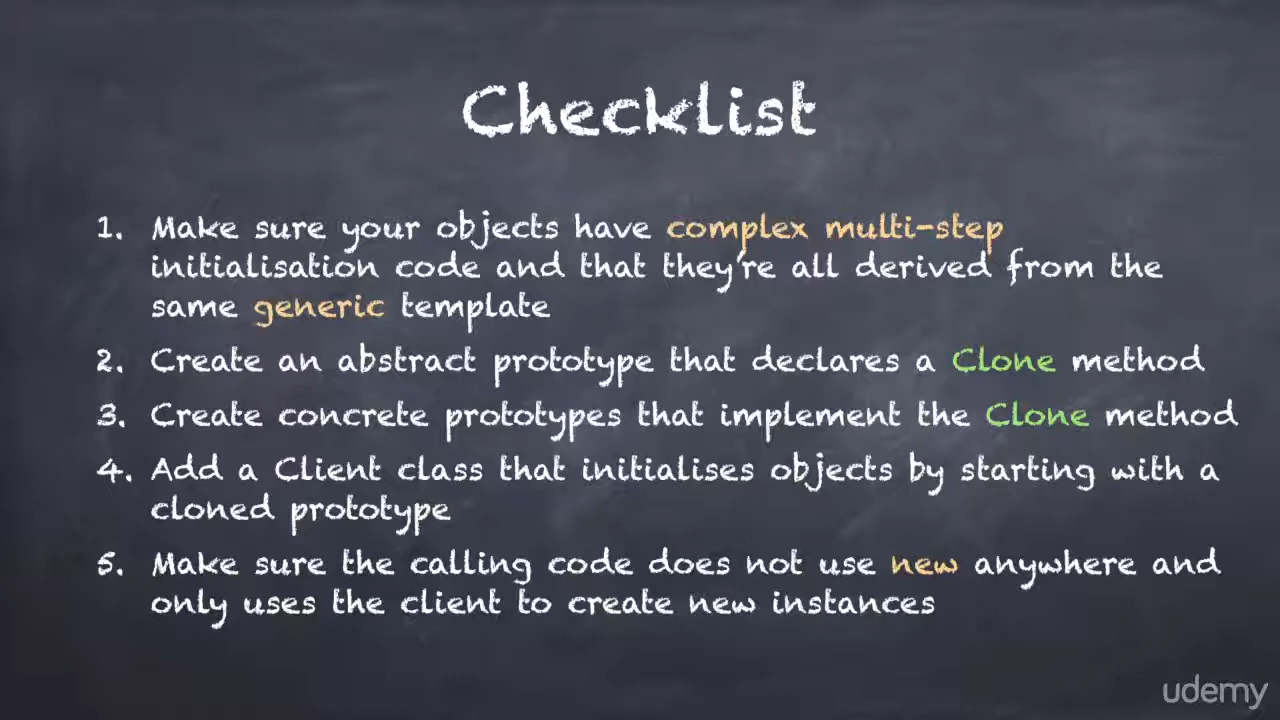 Checklist
1. Make sure your objects have complex multi-step
initialisation code and that they're all derived from the
same generic template
2. Create an abstract prototype that declares a Clone method
3. Create concrete prototypes that implement the Clone method
4. Add a Client class that initialises objects by starting with a
cloned prototype
5. Make sure the calling code does not use new anywhere and
only uses the client to create new instances
udemy